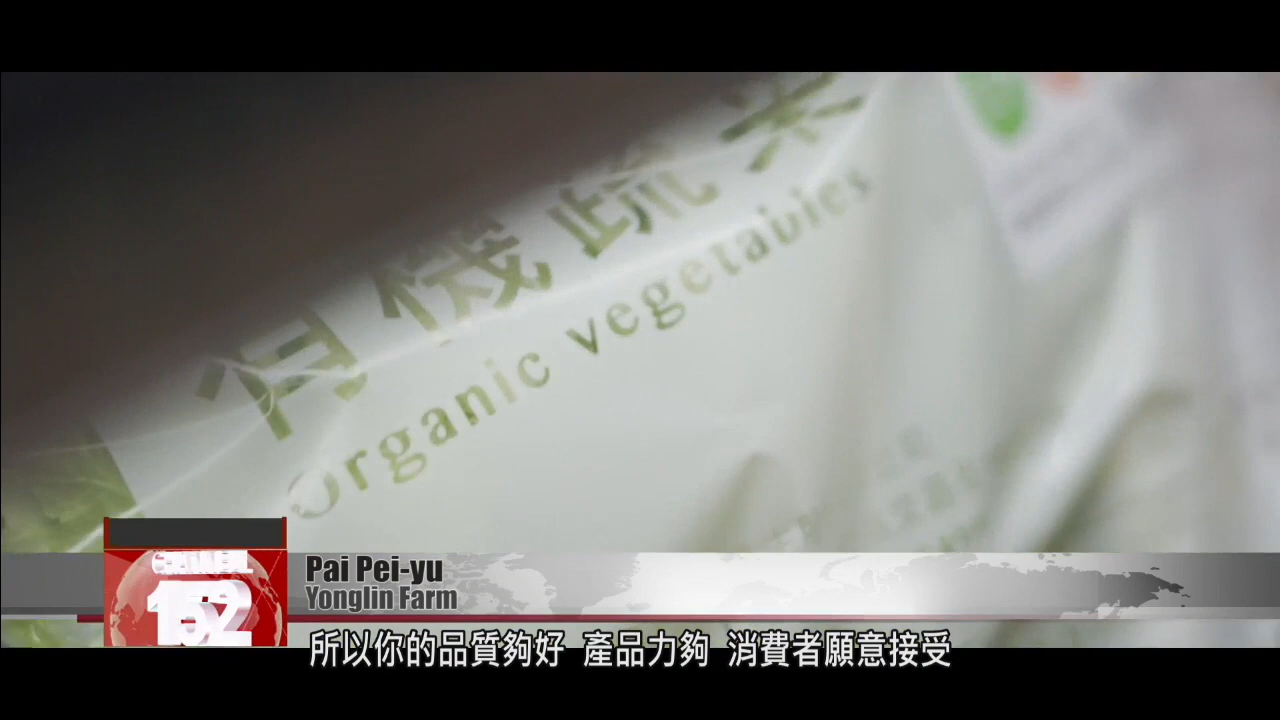 有機蔬菜
Organic vegetables
152
Pai Pei-yu
Yonglin Farm
所以你的品質夠好 產品力夠 消費者願意接受